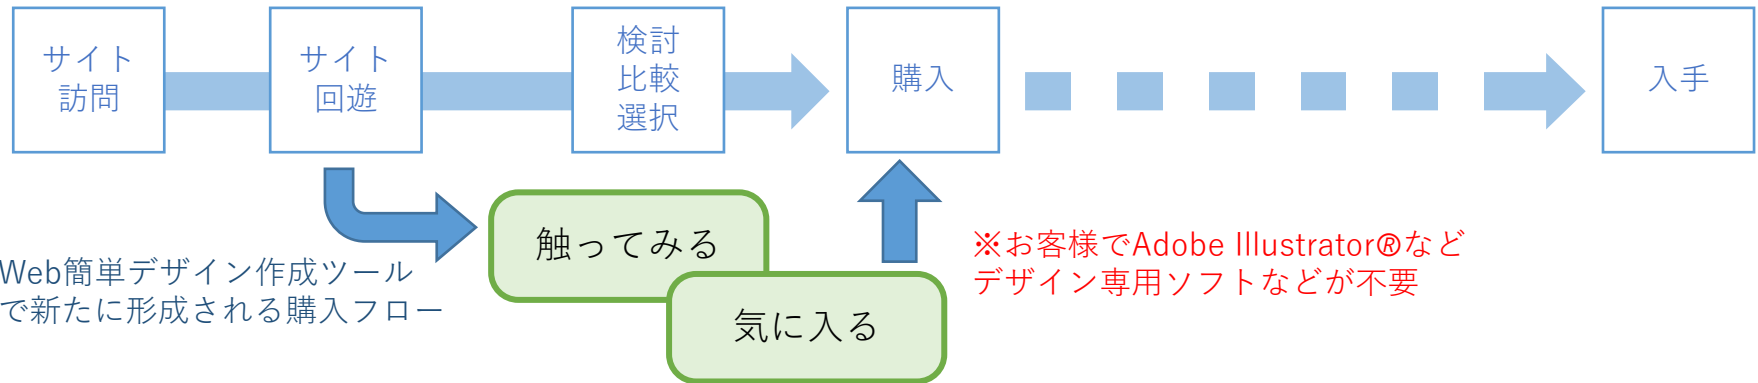 サイト
訪問
サイト
回遊
検討
比較
選択
購入
入手
触ってみる
気に入る
Web簡単デザイン作成ツール
で新たに形成される購入フロー
※お客様でAdobe Illustrator®など
デザイン専用ソフトなどが不要